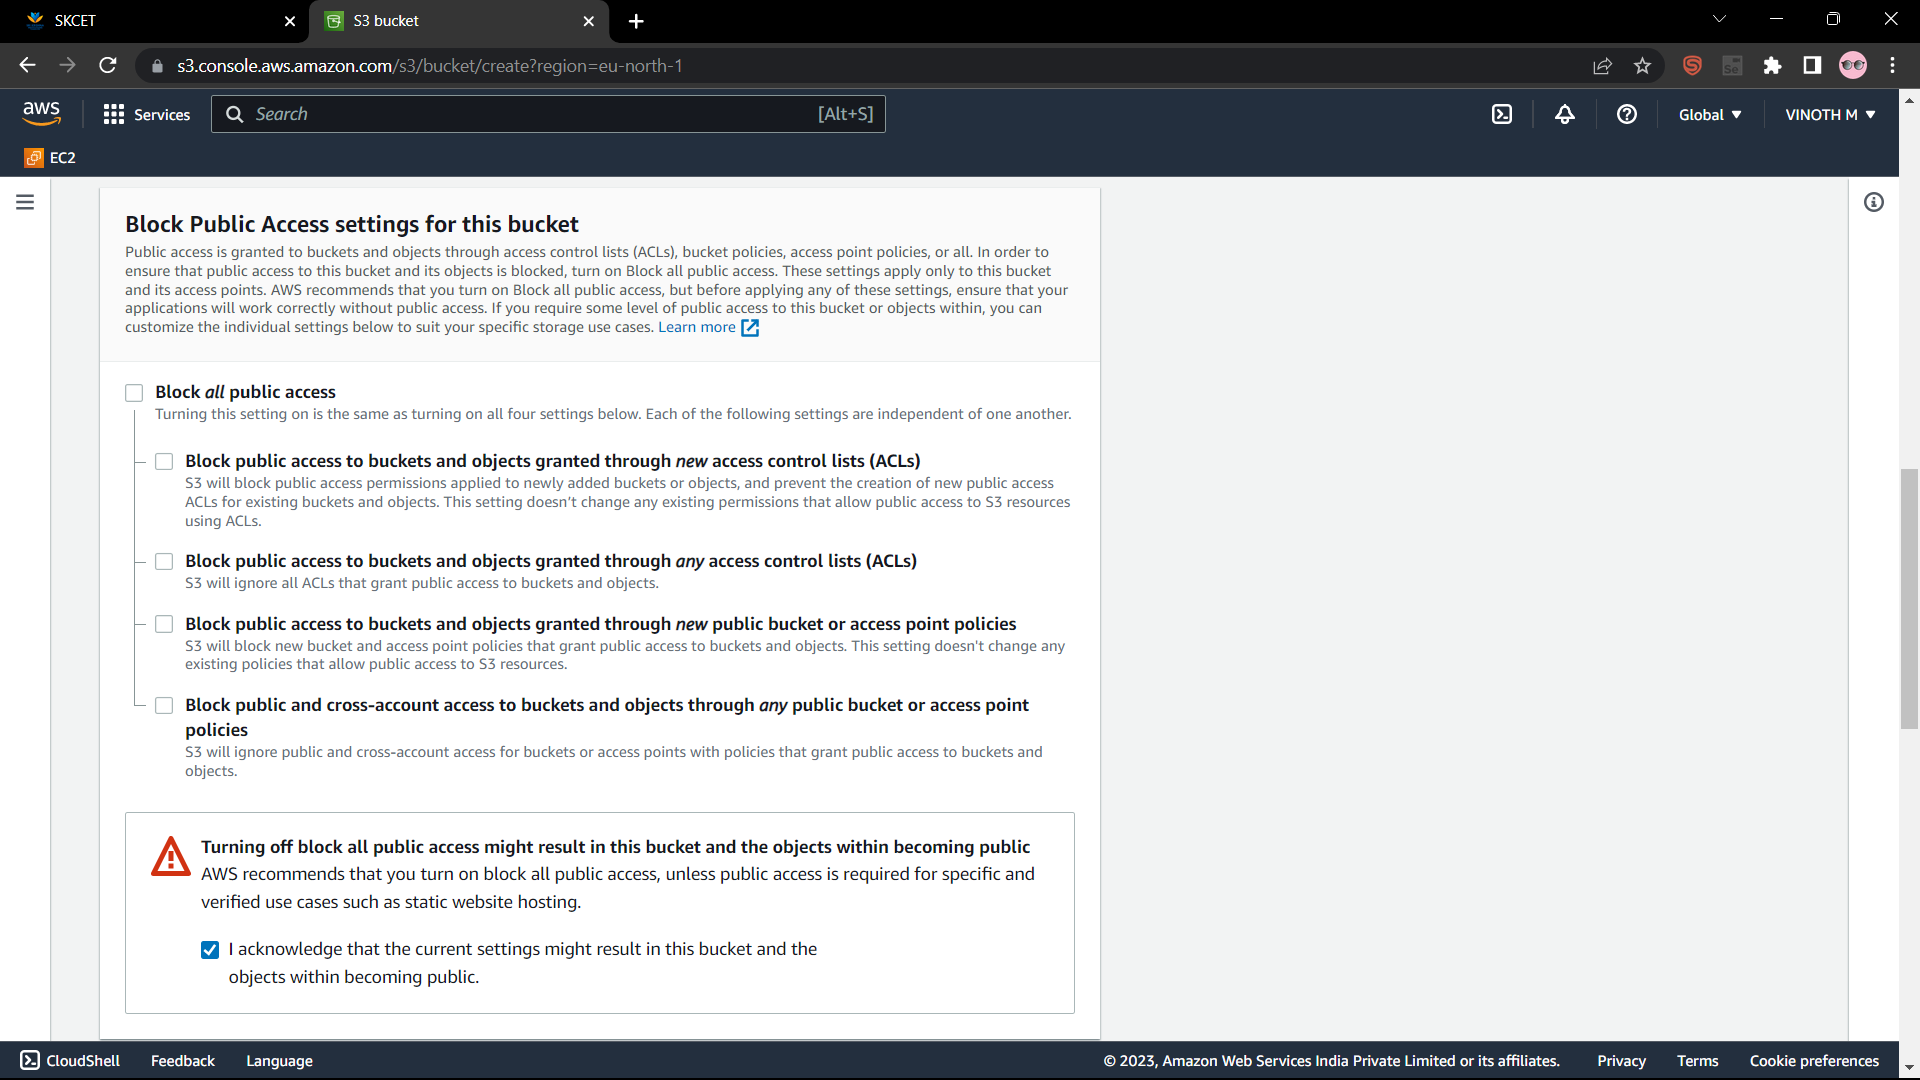 SKCET
S3 bucket
s3.console.aws.amazon.com/s3/bucket/create?region=eu-north-1
aws
Services
Search
[Alt+S]
Global
VINOTH M
EC2
Block Public Access settings for this bucket
Public access is granted to buckets and objects through access control lists (ACLs), bucket policies, access point policies, or all. In order to
ensure that public access to this bucket and its objects is blocked, turn on Block all public access. These settings apply only to this bucket
and its access points. AWS recommends that you turn on Block all public access, but before applying any of these settings, ensure that your
applications will work correctly without public access. If you require some level of public access to this bucket or objects within, you can
customize the individual settings below to suit your specific storage use cases. Learn more
Block all public access
Turning this setting on is the same as turning on all four settings below. Each of the following settings are independent of one another.
Block public access to buckets and objects granted through new access control lists (ACLs)
S3 will block public access permissions applied to newly added buckets or objects, and prevent the creation of new public access
ACLs for existing buckets and objects. This setting doesn't change any existing permissions that allow public access to S3 resources
using ACLs.
Block public access to buckets and objects granted through any access control lists (ACLs)
S3 will ignore all ACLs that grant public access to buckets and objects.
Block public access to buckets and objects granted through new public bucket or access point policies
S3 will block new bucket and access point policies that grant public access to buckets and objects. This setting doesn't change any
existing policies that allow public access to S3 resources.
Block public and cross-account access to buckets and objects through any public bucket or access point
policies
S3 will ignore public and cross-account access for buckets or access points with policies that grant public access to buckets and
objects.
Turning off block all public access might result in this bucket and the objects within becoming public
AWS recommends that you turn on block all public access, unless public access is required for specific and
verified use cases such as static website hosting.
I acknowledge that the current settings might result in this bucket and the
objects within becoming public.
CloudShell
Feedback
Language
© 2023, Amazon Web Services India Private Limited or its affiliates.
Privacy
Terms
Cookie preferences